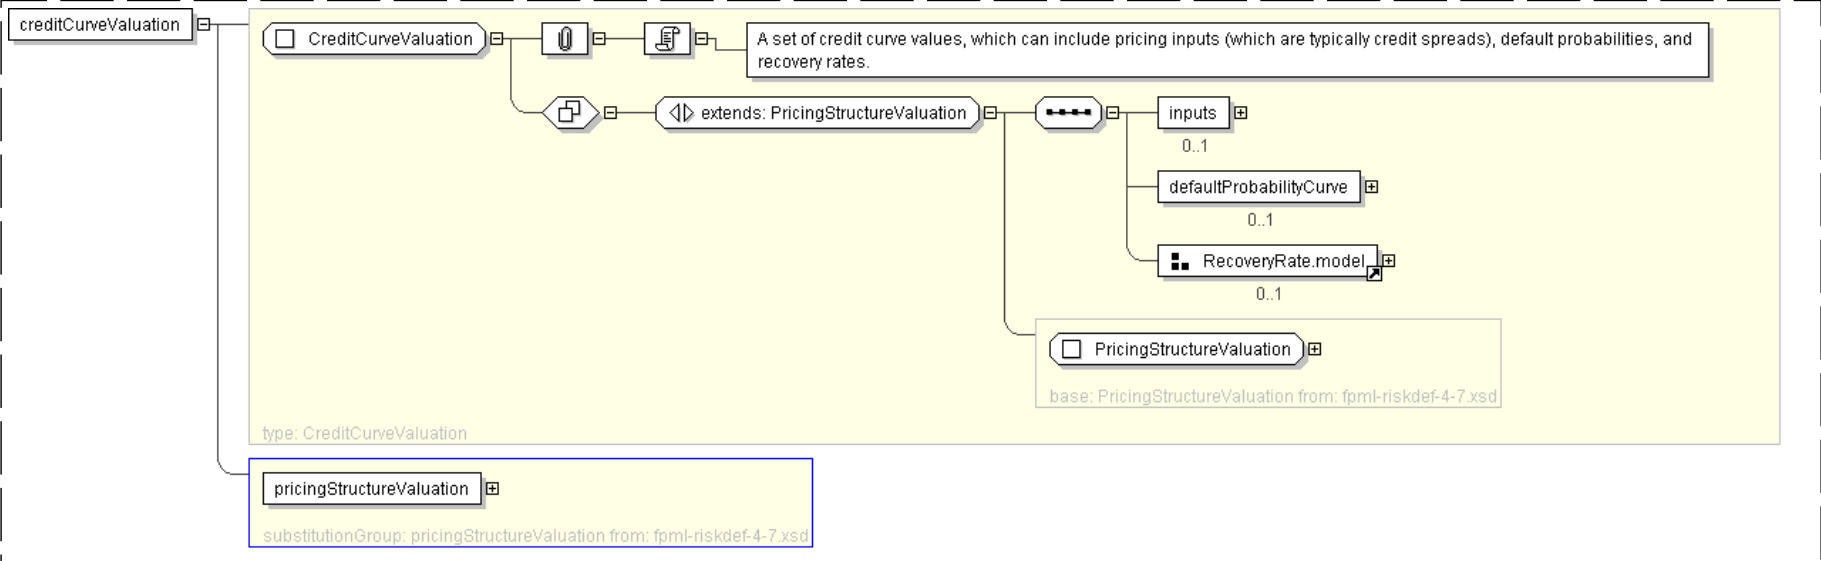 creditCurveValuation
CreditCurveValuation
A set of credit curve values, which can include pricing inputs (which are typically credit spreads), default probabilities, and
recovery rates.
extends: PricingStructureValuation
inputs
0..1
defaultProbabilityCurve
0..1
RecoveryRate.model
0..1
PricingStructureValuation
base: PricingStructureValuation from: fpml-riskdef-4-7.xsd
type: CreditCurveValuation
pricingStructureValuation
substitutionGroup: pricingStructureValuation from: fpml-riskdef-4-7.xsd